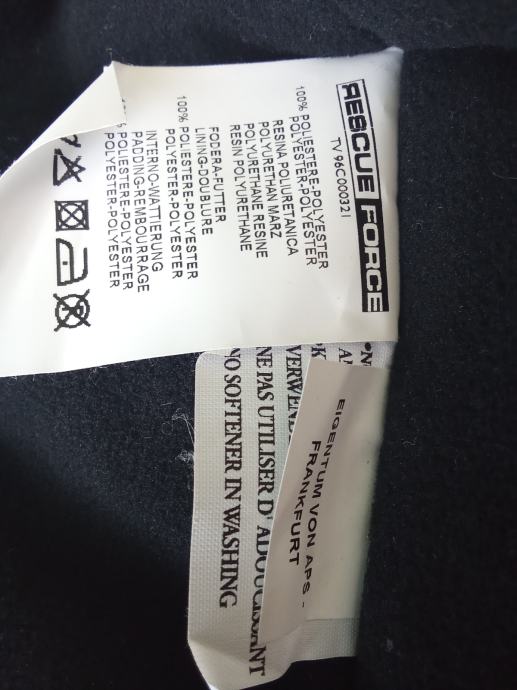 RESCUE FORCE
TV 96C000321
100% POLIESTERE-POLYESTER
POLYESTER-POLYESTER
RESINA POLIURETANICA
POLYURETHAN MARZ
POLYURETHANE RESINE
RESIN POLYURETHANE
FODERA-FUTTER
LINING-DOUBLURE
100% POLIESTERE-POLYESTER
POLYESTER-POLYESTER
INTERNO-WATTIERUNG
PADDING-REMBOURRAGE
POLIESTERE-POLYESTER
POLYESTER-POLYESTER
EIGENTUM VON APS -
FRANKFURT
NE PAS UTILISER D' ADOUCISSANT
NO SOFTENER IN WASHING